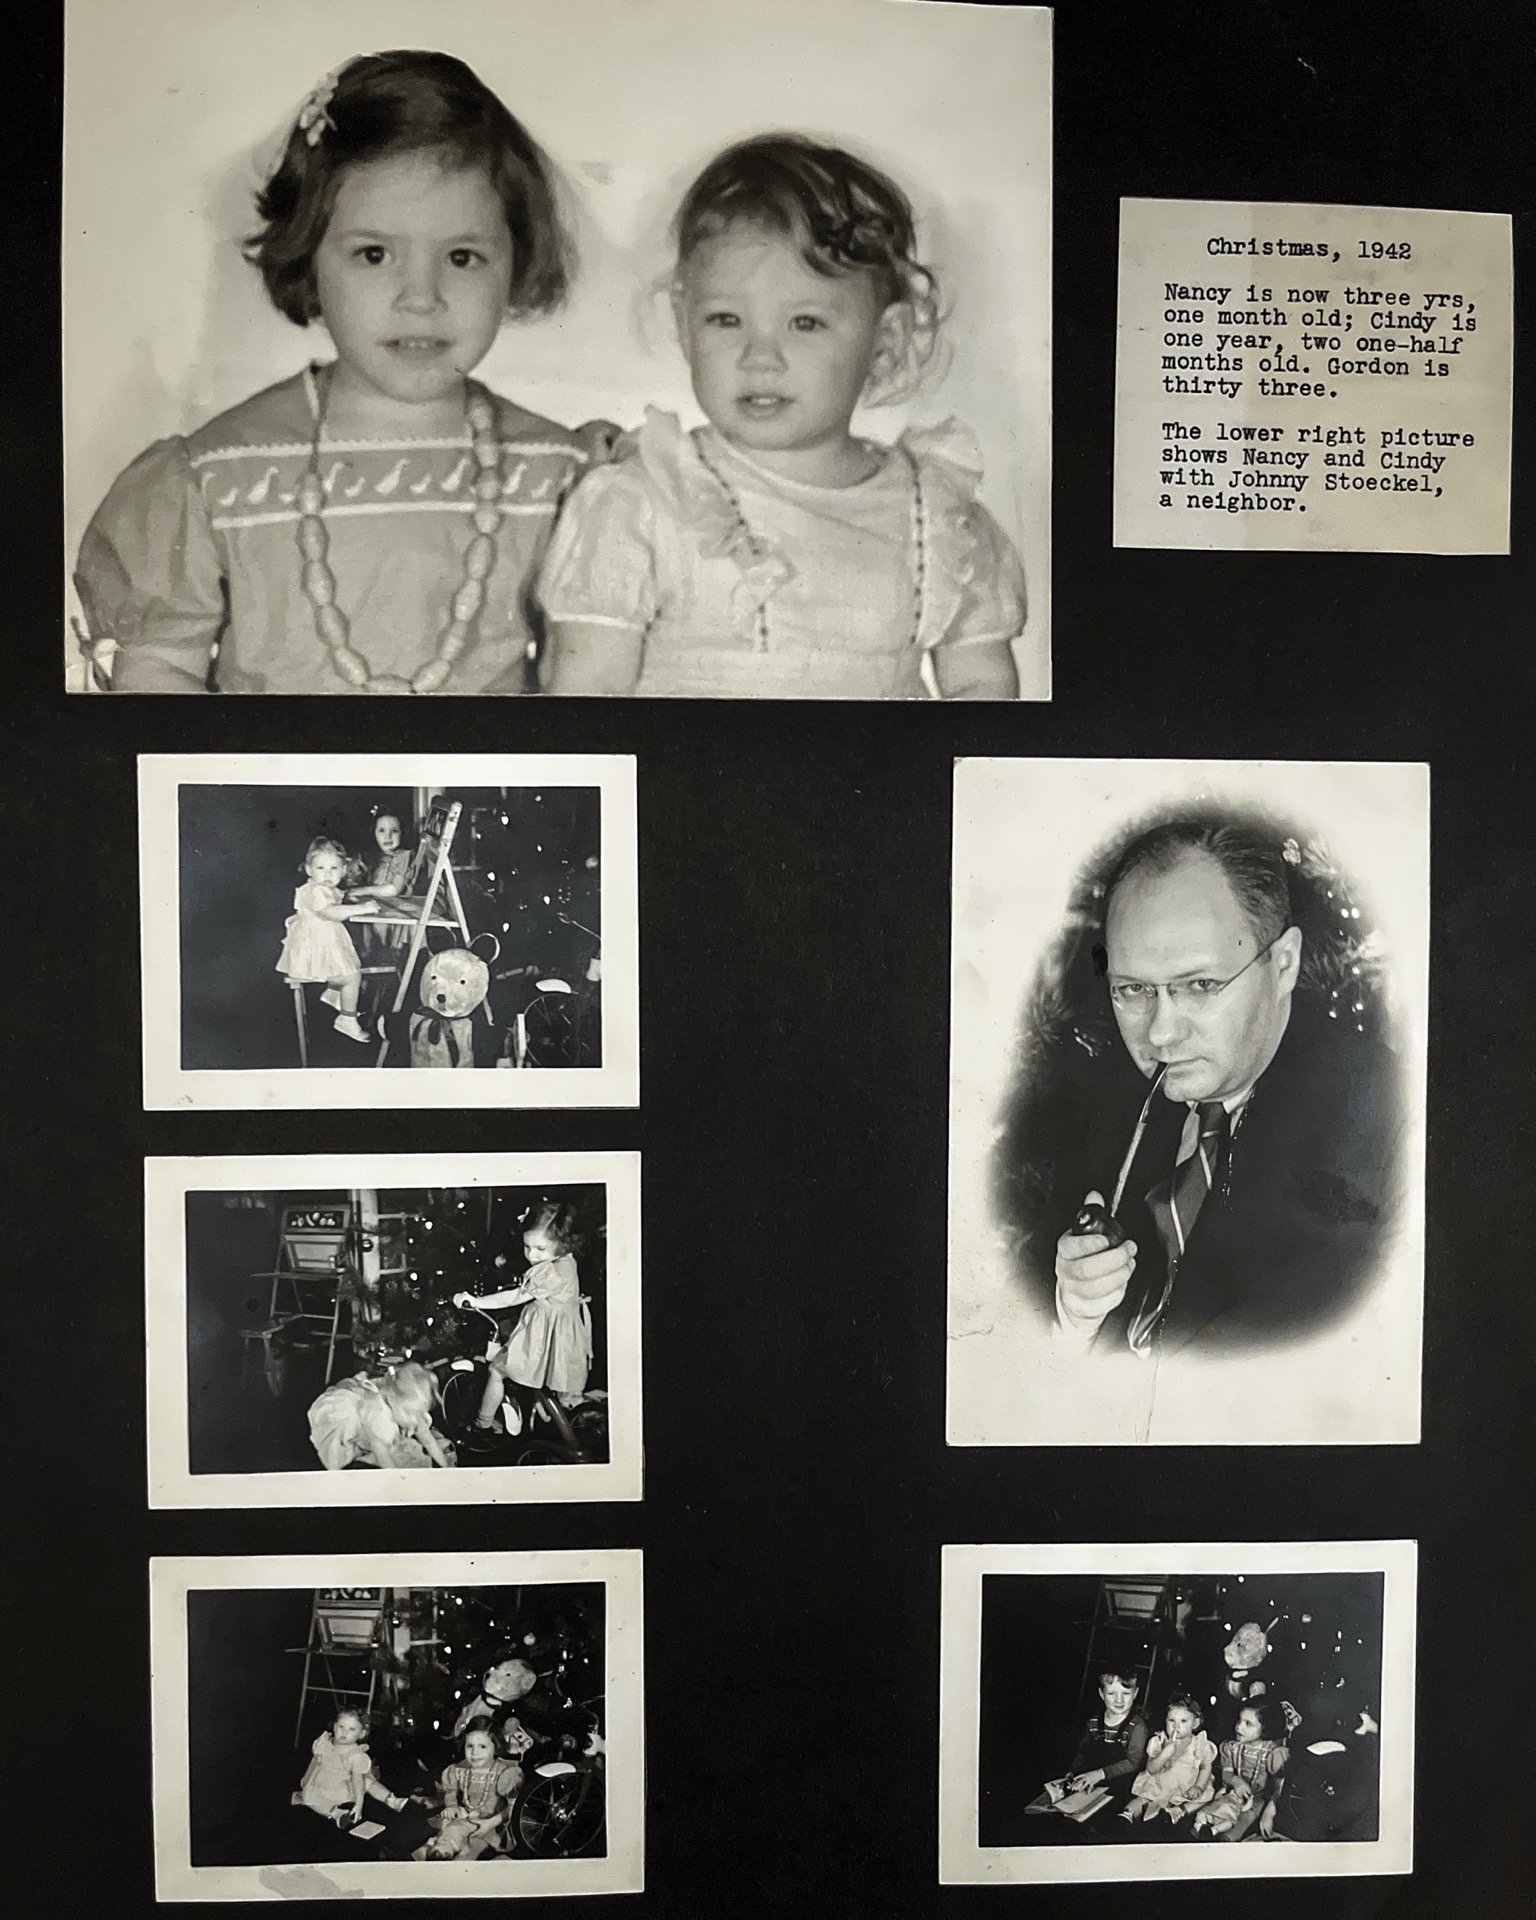 Christmas, 1942
Nancy is now three yrs,
one month old; Cindy is
one year, two one-half
months old. Gordon is
thirty three.
The lower right picture
shows Nancy and Cindy
with Johnny Stoeckel,
a neighbor.